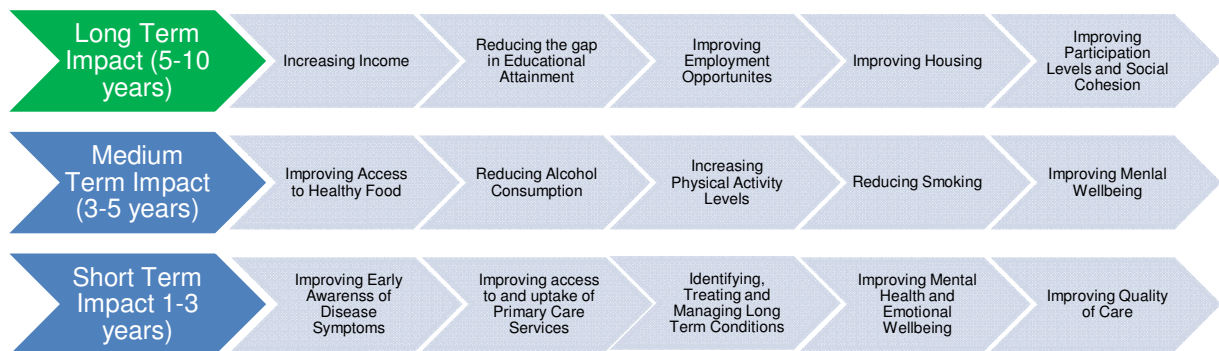 Long Term
Impact (5-10
years)
Increasing Income
Reducing the gap
in Educational
Attainment
Improving
Employment
Opportunites
Improving Housing
Improving
Participation
Levels and Social
Cohesion
Medium
Term Impact
(3-5 years)
Improving Access
to Healthy Food
Reducing Alcohol
Consumption
Increasing
Physical Activity
Levels
Reducing Smoking
Improving Menlal
Wellbeing
Short Term
Impact 1-3
years)
Improving Early
Awarenss of
Disease
Symptoms
Improving access
to and uptake of
Primary Care
Services
Identifying,
Treating and
Managing Long
Term Conditions
Improving Mental
Health and
Emotional
Wellbeing
Improving Quality
of Care